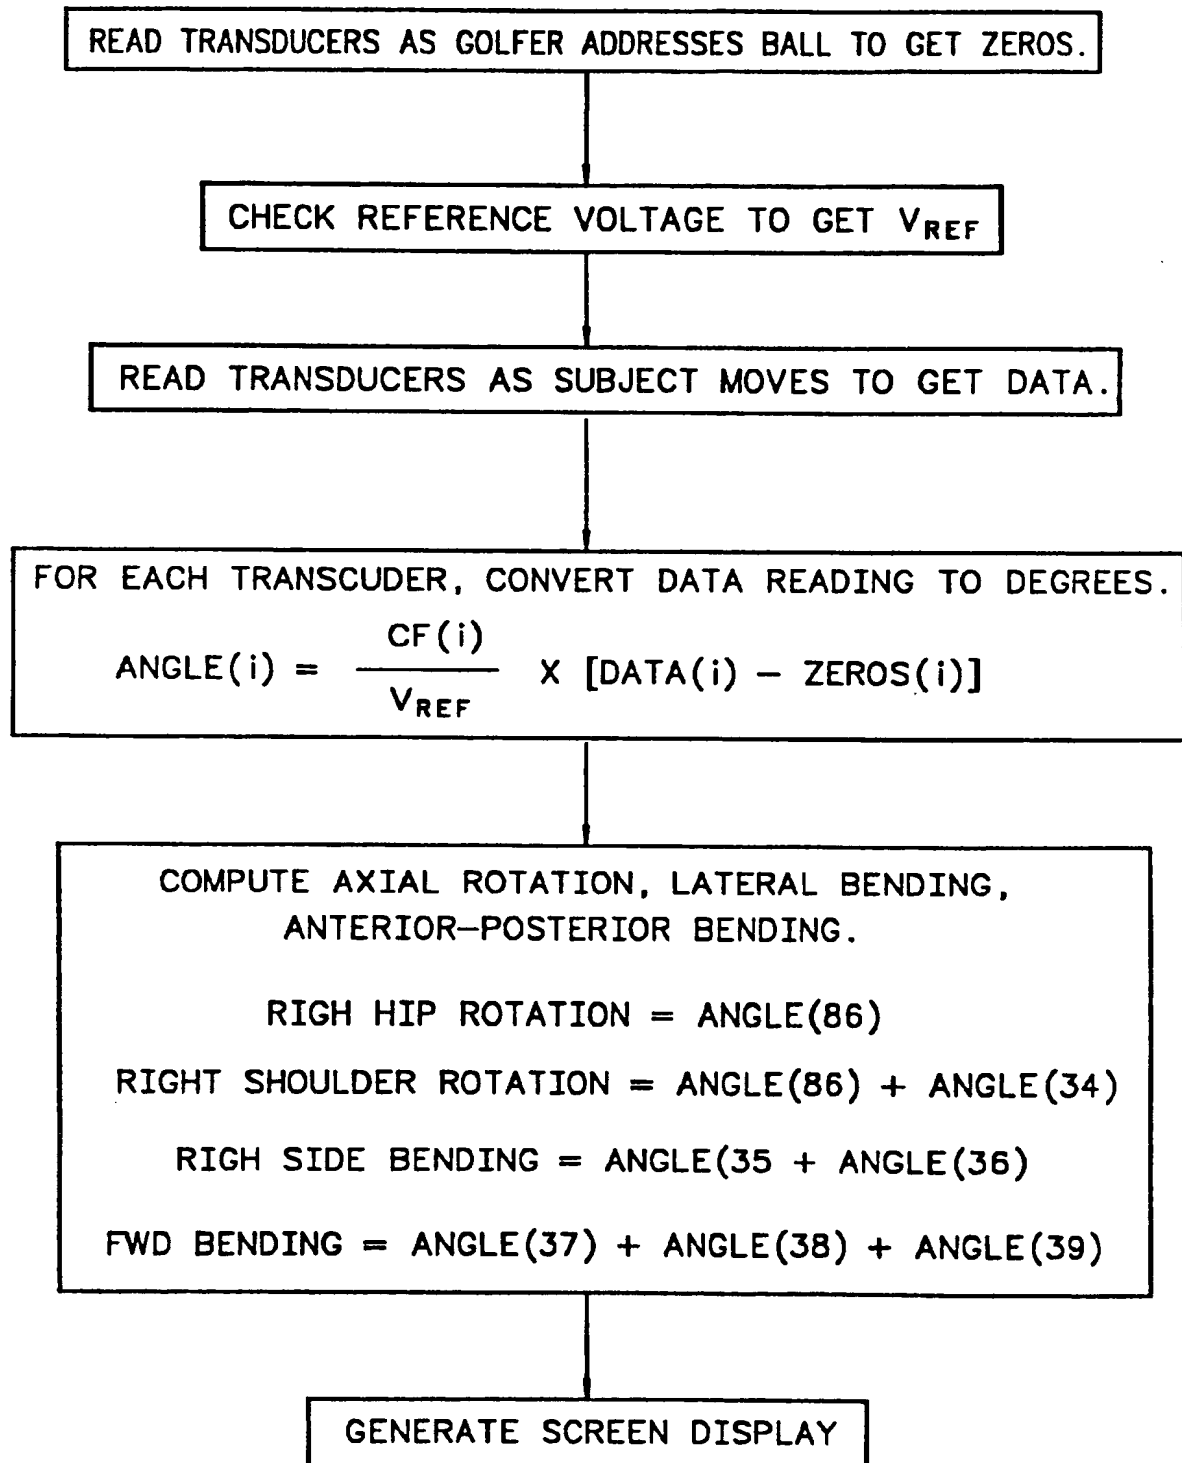 READ TRANSDUCERS AS GOLFER ADDRESSES BALL TO GET ZEROS.
CHECK REFERENCE VOLTAGE TO GET VREF
READ TRANSDUCERS AS SUBJECT MOVES TO GET DATA.
FOR EACH TRANSCUDER, CONVERT DATA READING TO DEGREES.
ANGLE(i) = CF(i) / VREF X [DATA(i) – ZEROS(i)]
COMPUTE AXIAL ROTATION, LATERAL BENDING,
ANTERIOR–POSTERIOR BENDING.
RIGH HIP ROTATION = ANGLE(86)
RIGHT SHOULDER ROTATION = ANGLE(86) + ANGLE(34)
RIGH SIDE BENDING = ANGLE(35 + ANGLE(36)
FWD BENDING = ANGLE(37) + ANGLE(38) + ANGLE(39)
GENERATE SCREEN DISPLAY